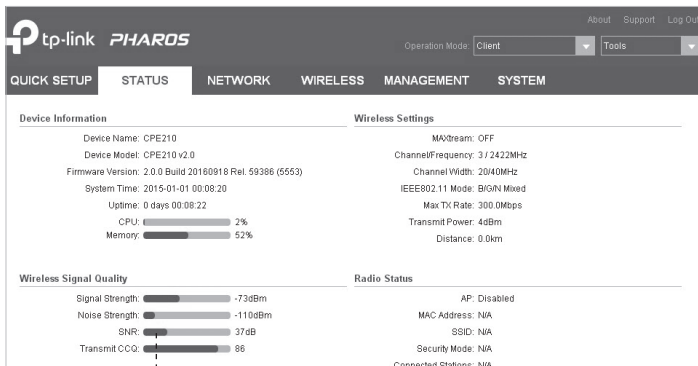 About Support Log Out
tp-link PHAROS
Operation Mode: Client Tools
QUICK SETUP STATUS NETWORK WIRELESS MANAGEMENT SYSTEM
Device Information
Device Name: CPE210
Device Model: CPE210 v2.0
Firmware Version: 2.0.0 Build 20160918 Rel. 59386 (5553)
System Time: 2015-01-01 00:08:20
Uptime: 0 days 00:08:22
CPU: 2%
Memory: 52%
Wireless Settings
MAXtream: OFF
Channel/Frequency: 3 / 2422MHz
Channel Width: 20/40MHz
IEEE802.11 Mode: B/G/N Mixed
Max TX Rate: 300.0Mbps
Transmit Power: 4dBm
Distance: 0.0km
Wireless Signal Quality
Signal Strength: -73dBm
Noise Strength: -110dBm
SNR: 37dB
Transmit CCQ: 86
Radio Status
AP: Disabled
MAC Address: N/A
SSID: N/A
Security Mode: N/A
Connected Stations: N/A